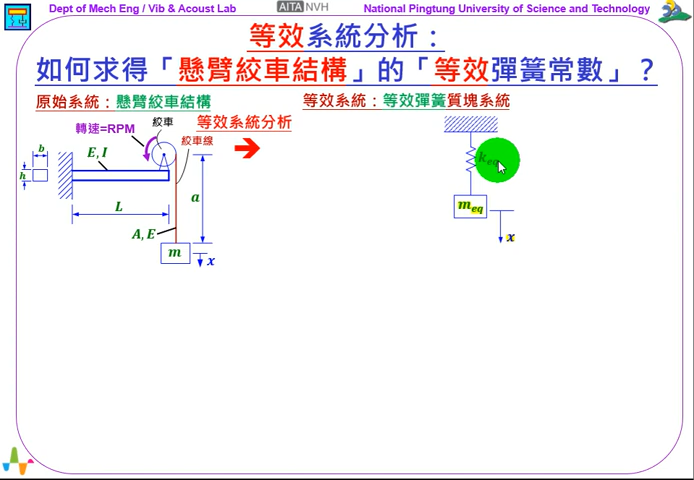 Dept of Mech Eng / Vib & Acoust Lab
AITA NVH
National Pingtung University of Science and Technology
等效系統分析：
如何求得「懸臂絞車結構」的「等效彈簧常數」？
原始系統：懸臂絞車結構
等效系統：等效彈簧質塊系統
絞車
轉速=RPM
等效系統分析
絞車線
b
E, I
h
a
L
A, E
m
x
k_eq
m_eq
x